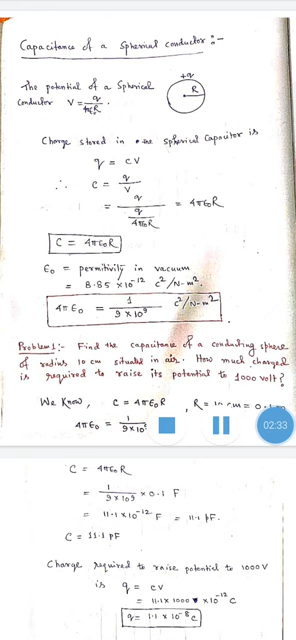 Capacitance of a Spherical conductor :-
+q
R
The potential of a Spherical
Conductor V = q/4πϵ₀R .
Charge stored in the Spherical Capacitor is
q = CV
∴ C = q/V
= q/(q/4πϵ₀R) = 4πϵ₀R
C = 4πϵ₀R
ϵ₀ = permitivity in vacuum
= 8.85 × 10⁻¹² C²/N-m².
4πϵ₀ = 1/9×10⁹ C²/N-m²
Problem 1:- Find the capacitance of a conducting sphere
of radius 10 cm situated in air. How much charged
is required to raise its potential to 1000 volt?
We Know, C = 4πϵ₀R , R = 10 cm = 0.1 m
4πϵ₀ = 1/9×10⁹
02:33
C = 4πϵ₀R
= 1/9×10⁹ × 0.1 F
= 11.1 × 10⁻¹² F = 11.1 PF.
C = 11.1 PF
Charge required to raise potential to 1000 V
is q = CV
= 11.1 × 1000 × 10⁻¹² C
q = 1.1 × 10⁻⁸ C